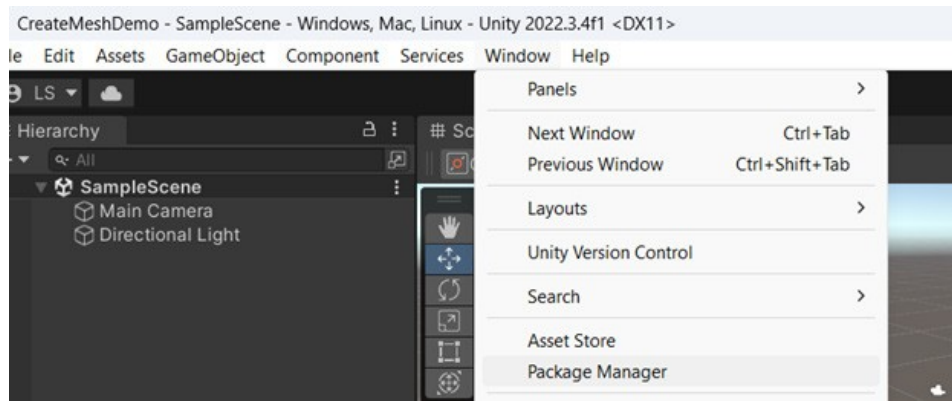 CreateMeshDemo - SampleScene - Windows, Mac, Linux - Unity 2022.3.4f1 <DX11>
le Edit Assets GameObject Component Services Window Help
LS
Hierarchy
# Sc
All
SampleScene
Main Camera
Directional Light
Panels >
Next Window Ctrl+Tab
Previous Window Ctrl+Shift+Tab
Layouts >
Unity Version Control
Search >
Asset Store
Package Manager